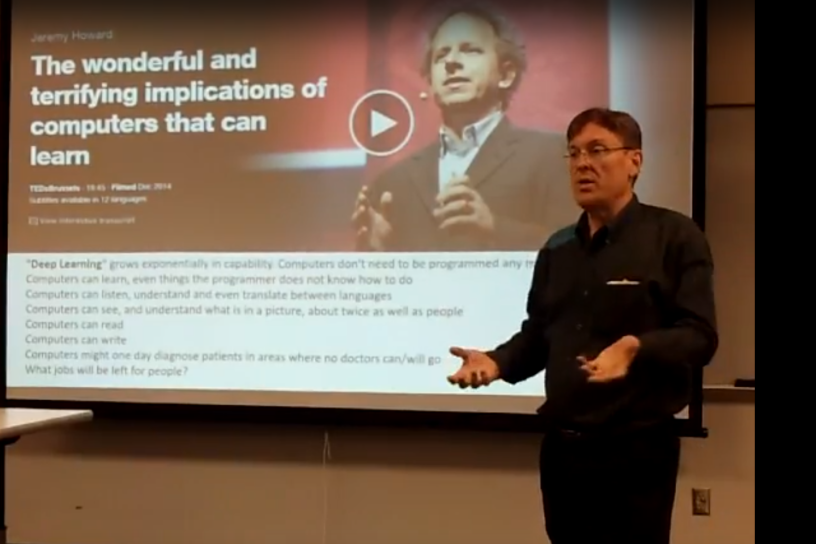 Jeremy Howard
The wonderful and
terrifying implications of
computers that can
learn
TEDxBrussels · 19:45 · Filmed Dec 2014
Subtitles available in 12 languages
View interactive transcript
"Deep Learning" grows exponentially in capability. Computers don't need to be programmed any
Computers can learn, even things the programmer does not know how to do
Computers can listen, understand and even translate between languages
Computers can see, and understand what is in a picture, about twice as well as people
Computers can read
Computers can write
Computers might one day diagnose patients in areas where no doctors can/will go
What jobs will be left for people?